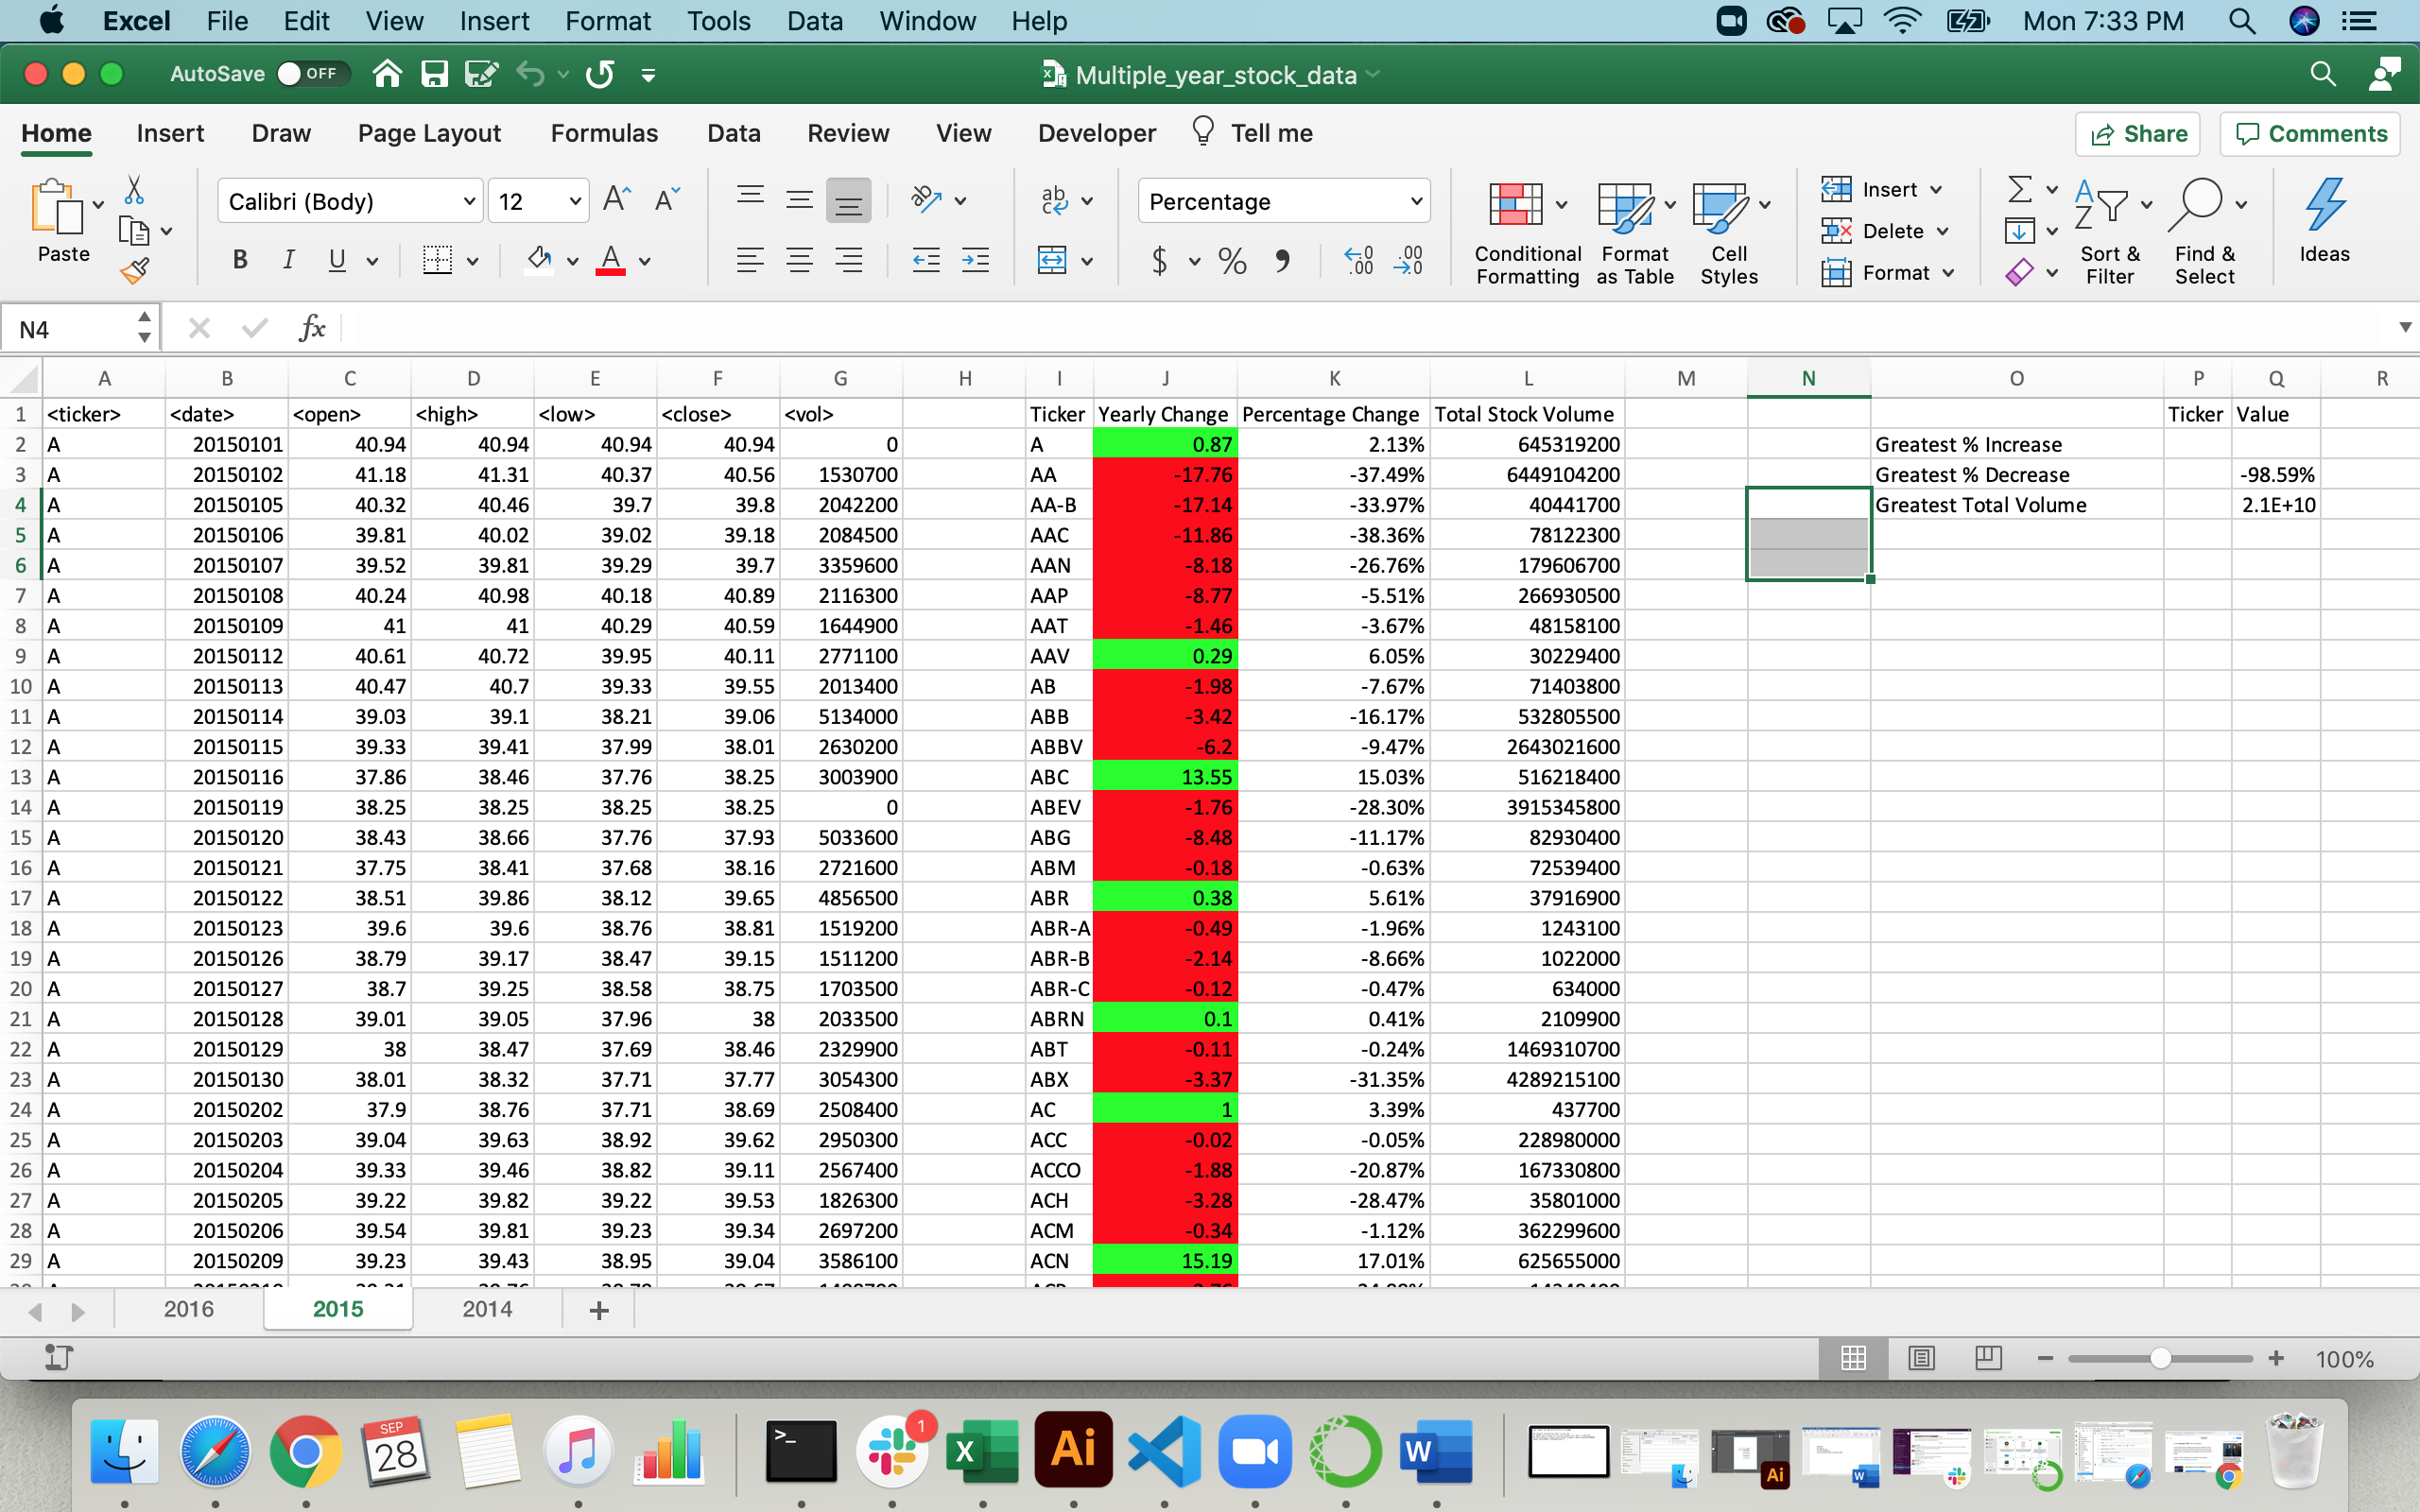 Excel File Edit View Insert Format Tools Data Window Help Mon 7:33 PM
AutoSave OFF Multiple_year_stock_data
Home Insert Draw Page Layout Formulas Data Review View Developer Tell me Share Comments
Paste Calibri (Body) 12 Percentage
Conditional Formatting Format as Table Cell Styles Insert Delete Format Sort & Filter Find & Select Ideas
N4 fx
A B C D E F G H I J K L M N O P Q R
1 <ticker> <date> <open> <high> <low> <close> <vol> Ticker Yearly Change Percentage Change Total Stock Volume Ticker Value
2 A 20150101 40.94 40.94 40.94 40.94 0 A 0.87 2.13% 645319200 Greatest % Increase
3 A 20150102 41.18 41.31 40.37 40.56 1530700 AA -17.76 -37.49% 6449104200 Greatest % Decrease -98.59%
4 A 20150105 40.32 40.46 39.7 39.8 2042200 AA-B -17.14 -33.97% 40441700 Greatest Total Volume 2.1E+10
5 A 20150106 39.81 40.02 39.02 39.18 2084500 AAC -11.86 -38.36% 78122300
6 A 20150107 39.52 39.81 39.29 39.7 3359600 AAN -8.18 -26.76% 179606700
7 A 20150108 40.24 40.98 40.18 40.89 2116300 AAP -8.77 -5.51% 266930500
8 A 20150109 41 41 40.29 40.59 1644900 AAT -1.46 -3.67% 48158100
9 A 20150112 40.61 40.72 39.95 40.11 2771100 AAV 0.29 6.05% 30229400
10 A 20150113 40.47 40.7 39.33 39.55 2013400 AB -1.98 -7.67% 71403800
11 A 20150114 39.03 39.1 38.21 39.06 5134000 ABB -3.42 -16.17% 532805500
12 A 20150115 39.33 39.41 37.99 38.01 2630200 ABBV -6.2 -9.47% 2643021600
13 A 20150116 37.86 38.46 37.76 38.25 3003900 ABC 13.55 15.03% 516218400
14 A 20150119 38.25 38.25 38.25 38.25 0 ABEV -1.76 -28.30% 3915345800
15 A 20150120 38.43 38.66 37.76 37.93 5033600 ABG -8.48 -11.17% 82930400
16 A 20150121 37.75 38.41 37.68 38.16 2721600 ABM -0.18 -0.63% 72539400
17 A 20150122 38.51 39.86 38.12 39.65 4856500 ABR 0.38 5.61% 37916900
18 A 20150123 39.6 39.6 38.76 38.81 1519200 ABR-A -0.49 -1.96% 1243100
19 A 20150126 38.79 39.17 38.47 39.15 1511200 ABR-B -2.14 -8.66% 1022000
20 A 20150127 38.7 39.25 38.58 38.75 1703500 ABR-C -0.12 -0.47% 634000
21 A 20150128 39.01 39.05 37.96 38 2033500 ABRN 0.1 0.41% 2109900
22 A 20150129 38 38.47 37.69 38.46 2329900 ABT -0.11 -0.24% 1469310700
23 A 20150130 38.01 38.32 37.71 37.77 3054300 ABX -3.37 -31.35% 4289215100
24 A 20150202 37.9 38.76 37.71 38.69 2508400 AC 1 3.39% 437700
25 A 20150203 39.04 39.63 38.92 39.62 2950300 ACC -0.02 -0.05% 228980000
26 A 20150204 39.33 39.46 38.82 39.11 2567400 ACCO -1.88 -20.87% 167330800
27 A 20150205 39.22 39.82 39.22 39.53 1826300 ACH -3.28 -28.47% 35801000
28 A 20150206 39.54 39.81 39.23 39.34 2697200 ACM -0.34 -1.12% 362299600
29 A 20150209 39.23 39.43 38.95 39.04 3586100 ACN 15.19 17.01% 625655000
2016 2015 2014 +
100%
SEP 28 >_ 1 X Ai W Ai W